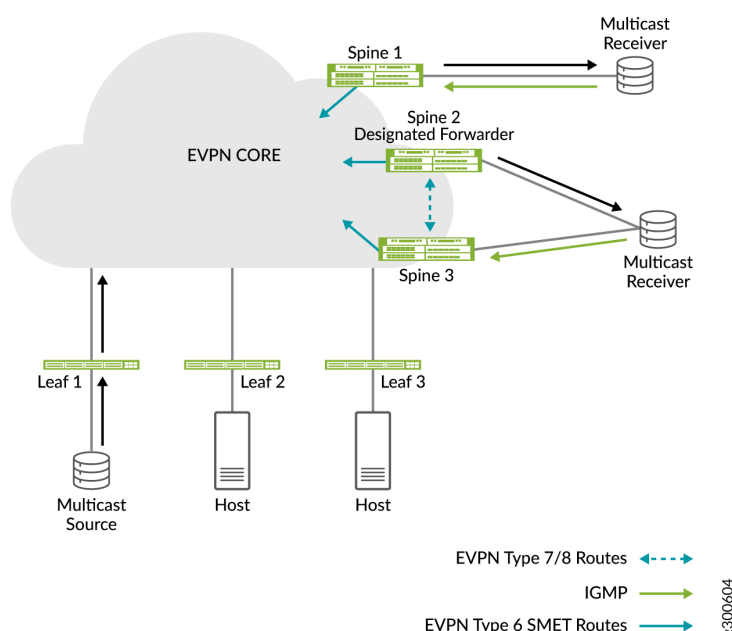 Multicast
Receiver
Spine 1
Spine 2
Designated Forwarder
EVPN CORE
Spine 3
Multicast
Receiver
Leaf 1
Leaf 2
Leaf 3
Multicast
Source
Host
Host
EVPN Type 7/8 Routes
IGMP
EVPN Type 6 SMET Routes